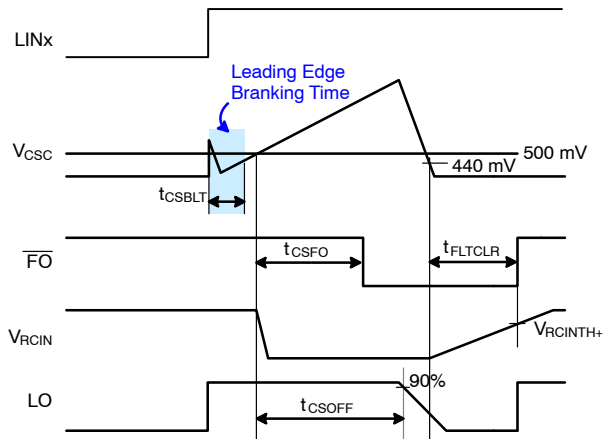 LINx
Leading Edge
Branking Time
VCSC
500 mV
440 mV
tCSBLT
FO
tCSFO
tFLTCLR
VRCIN
VRCINTH+
90%
LO
tCSOFF